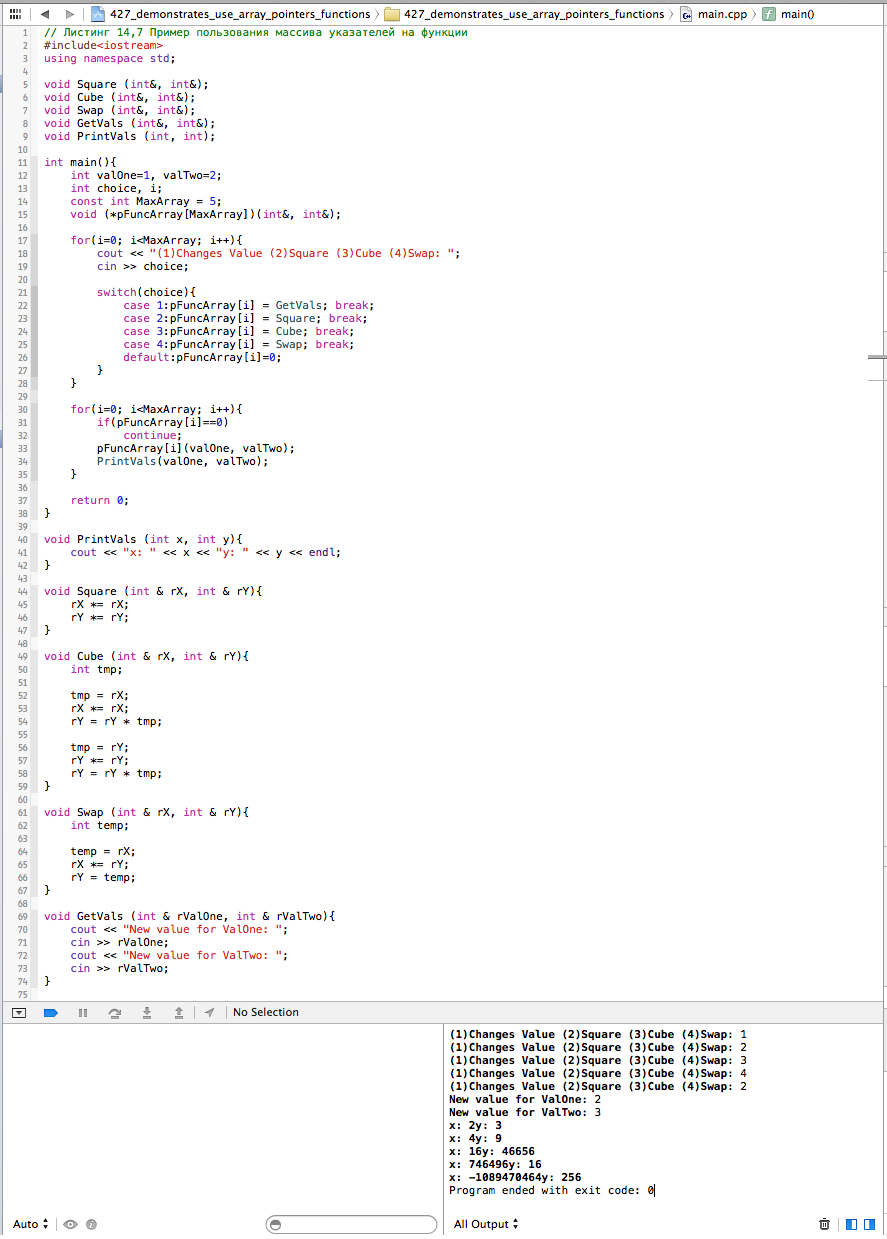 427_demonstrates_use_array_pointers_functions 427_demonstrates_use_array_pointers_functions main.cpp main()
1 // Листинг 14,7 Пример пользования массива указателей на функции
2 #include<iostream>
3 using namespace std;
4
5 void Square (int&, int&);
6 void Cube (int&, int&);
7 void Swap (int&, int&);
8 void GetVals (int&, int&);
9 void PrintVals (int, int);
10
11 int main(){
12 int valOne=1, valTwo=2;
13 int choice, i;
14 const int MaxArray = 5;
15 void (*pFuncArray[MaxArray])(int&, int&);
16
17 for(i=0; i<MaxArray; i++){
18 cout << "(1)Changes Value (2)Square (3)Cube (4)Swap: ";
19 cin >> choice;
20
21 switch(choice){
22 case 1:pFuncArray[i] = GetVals; break;
23 case 2:pFuncArray[i] = Square; break;
24 case 3:pFuncArray[i] = Cube; break;
25 case 4:pFuncArray[i] = Swap; break;
26 default:pFuncArray[i]=0;
27 }
28 }
29
30 for(i=0; i<MaxArray; i++){
31 if(pFuncArray[i]==0)
32 continue;
33 pFuncArray[i](valOne, valTwo);
34 PrintVals(valOne, valTwo);
35 }
36
37 return 0;
38 }
39
40 void PrintVals (int x, int y){
41 cout << "x: " << x << "y: " << y << endl;
42 }
43
44 void Square (int & rX, int & rY){
45 rX *= rX;
46 rY *= rY;
47 }
48
49 void Cube (int & rX, int & rY){
50 int tmp;
51
52 tmp = rX;
53 rX *= rX;
54 rY = rY * tmp;
55
56 tmp = rY;
57 rY *= rY;
58 rY = rY * tmp;
59 }
60
61 void Swap (int & rX, int & rY){
62 int temp;
63
64 temp = rX;
65 rX *= rY;
66 rY = temp;
67 }
68
69 void GetVals (int & rValOne, int & rValTwo){
70 cout << "New value for ValOne: ";
71 cin >> rValOne;
72 cout << "New value for ValTwo: ";
73 cin >> rValTwo;
74 }
75
No Selection
(1)Changes Value (2)Square (3)Cube (4)Swap: 1
(1)Changes Value (2)Square (3)Cube (4)Swap: 2
(1)Changes Value (2)Square (3)Cube (4)Swap: 3
(1)Changes Value (2)Square (3)Cube (4)Swap: 4
(1)Changes Value (2)Square (3)Cube (4)Swap: 2
New value for ValOne: 2
New value for ValTwo: 3
x: 2y: 3
x: 4y: 9
x: 16y: 46656
x: 746496y: 16
x: -1089470464y: 256
Program ended with exit code: 0
Auto
All Output